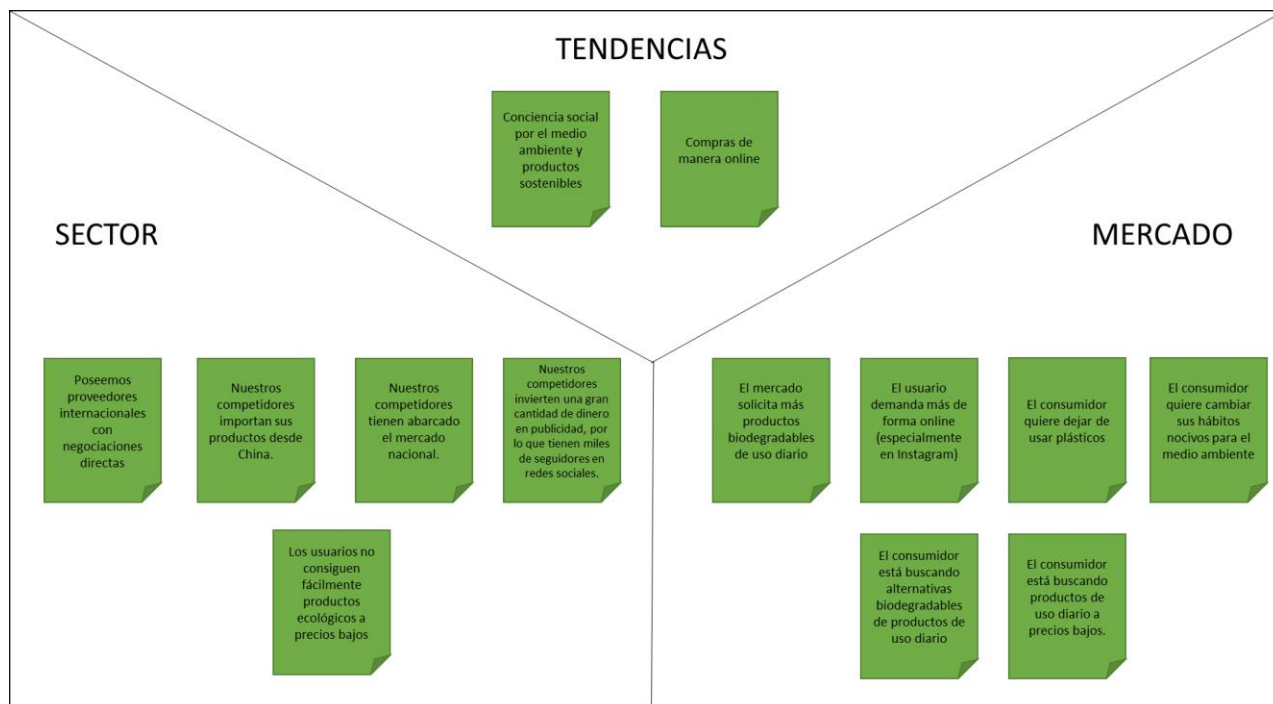 TENDENCIAS
Conciencia social
por el medio
ambiente y
productos
sostenibles
Compras de
manera online
SECTOR
MERCADO
Poseemos
proveedores
internacionales
con
negociaciones
directas
Nuestros
competidores
importan sus
productos desde
China.
Nuestros
competidores
tienen abarcado
el mercado
nacional.
Nuestros
competidores
invierten una gran
cantidad de dinero
en publicidad, por
lo que tienen miles
de seguidores en
redes sociales.
El mercado
solicita más
productos
biodegradables
de uso diario
El usuario
demanda más de
forma online
(especialmente
en Instagram)
El consumidor
quiere dejar de
usar plásticos
El consumidor
quiere cambiar
sus hábitos
nocivos para el
medio ambiente
Los usuarios no
consiguen
fácilmente
productos
ecológicos a
precios bajos
El consumidor
está buscando
alternativas
biodegradables
de productos de
uso diario
El consumidor
está buscando
productos de
uso diario a
precios bajos.